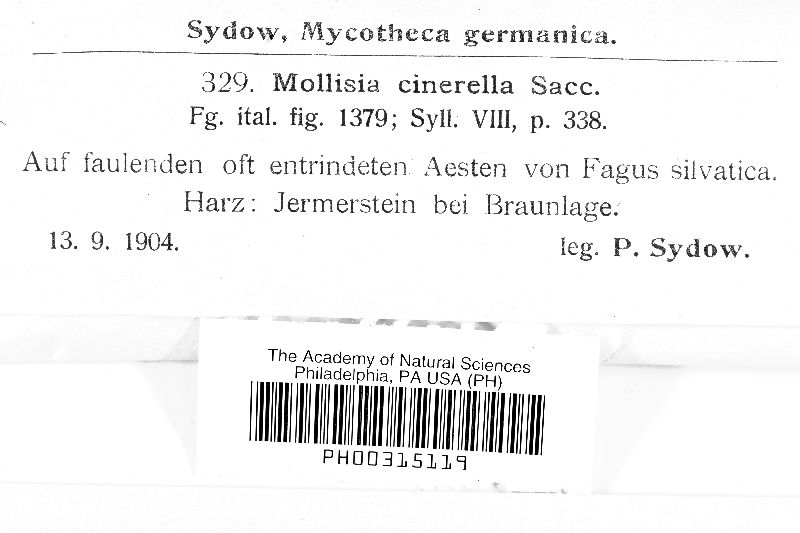 Sydow, Mycotheca germanica.
329. Mollisia cinerella Sacc.
Fg. ital. fig. 1379; Syll. VIII, p. 338.
Auf faulenden oft entrindeten Aesten von Fagus silvatica.
Harz: Jermerstein bei Braunlage.
13. 9. 1904. leg. P. Sydow.
The Academy of Natural Sciences
Philadelphia, PA USA (PH)
PH00315119